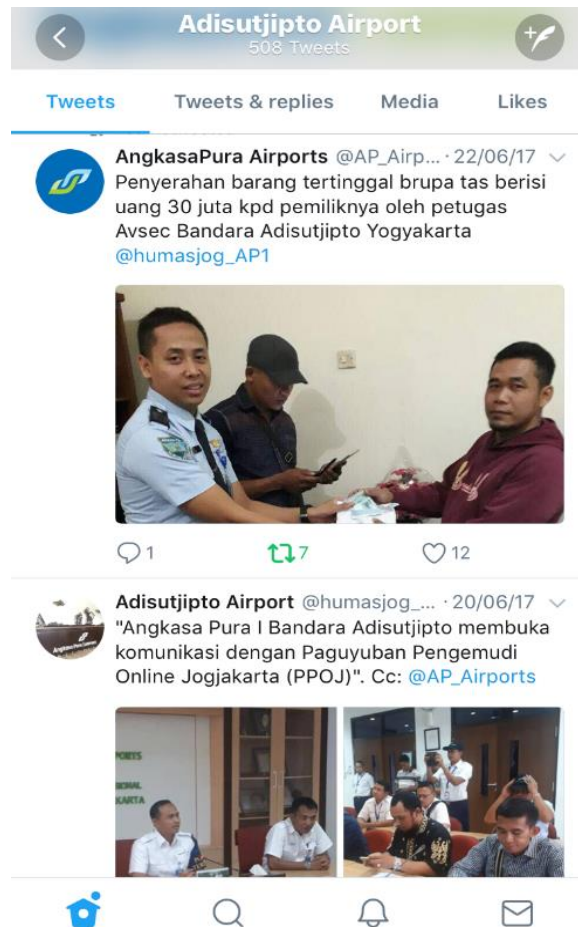 Adisutjipto Airport
508 Tweets
Tweets Tweets & replies Media Likes
AngkasaPura Airports @AP_Airp... · 22/06/17
Penyerahan barang tertinggal brupa tas berisi
uang 30 juta kpd pemiliknya oleh petugas
Avsec Bandara Adisutjipto Yogyakarta
@humasjog_AP1
1 7 12
Adisutjipto Airport @humasjog_... · 20/06/17
"Angkasa Pura I Bandara Adisutjipto membuka
komunikasi dengan Paguyuban Pengemudi
Online Jogjakarta (PPOJ)". Cc: @AP_Airports